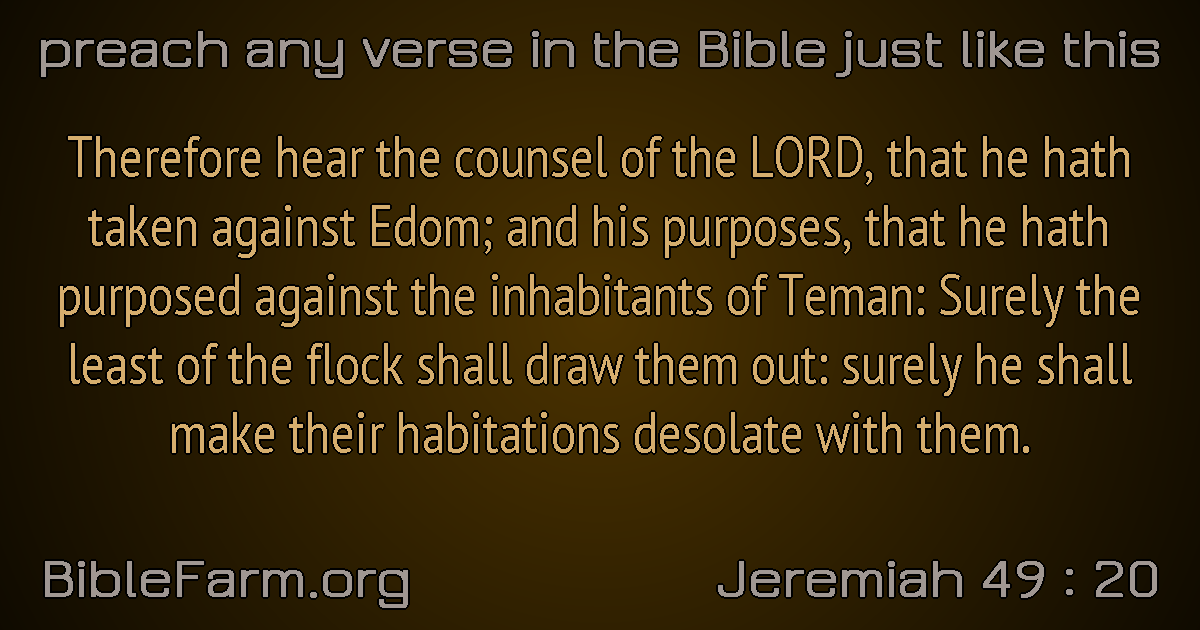 preach any verse in the Bible just like this
Therefore hear the counsel of the LORD, that he hath
taken against Edom; and his purposes, that he hath
purposed against the inhabitants of Teman: Surely the
least of the flock shall draw them out: surely he shall
make their habitations desolate with them.
BibleFarm.org
Jeremiah 49 : 20